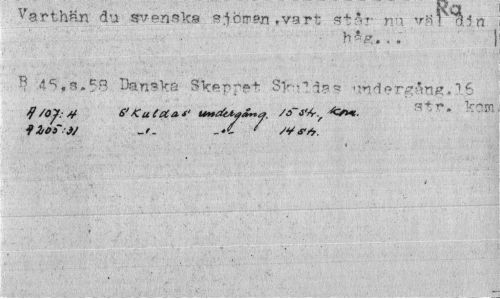 Ra
Varthän du svenska sjömän,vart står nu väl din
håg...
R 45,s.58 Danska Skeppet Skuldas undergång.16
str. kom.
A 107:4 Skuldas undergång. 15 str., kom.
A 205:31 -"- -"- 14 str.